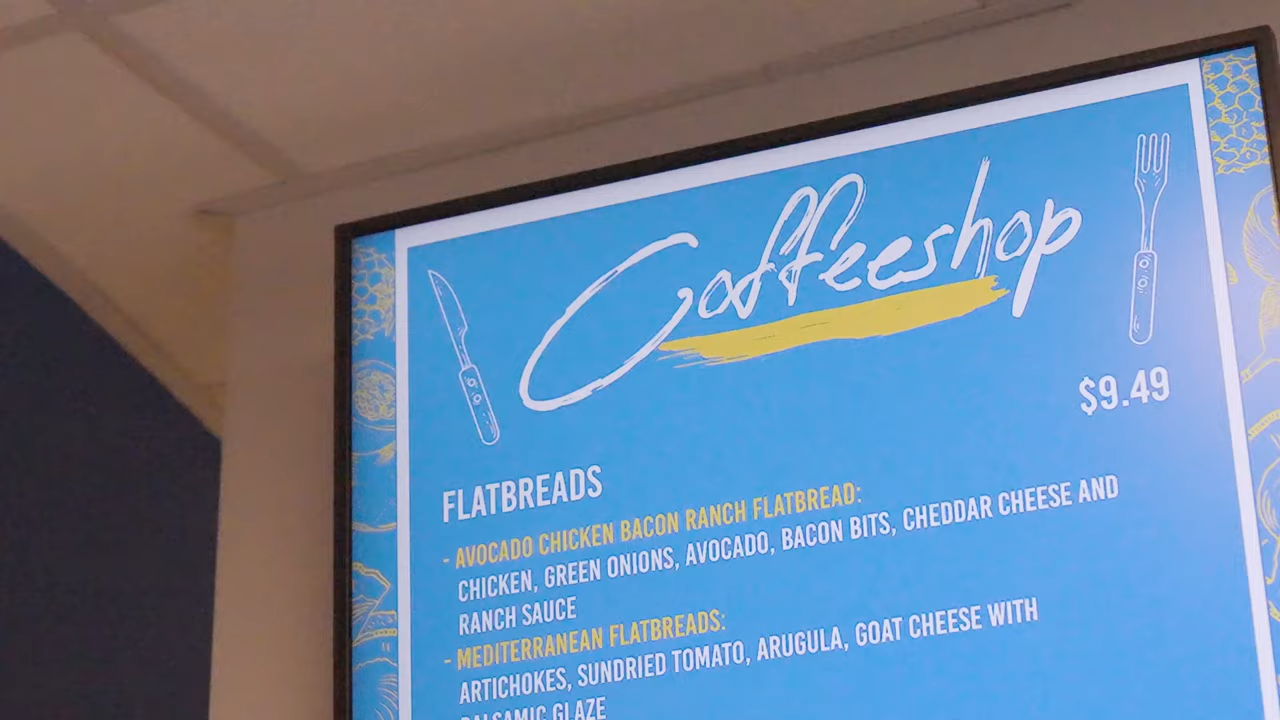 Coffeeshop
$9.49
FLATBREADS
- AVOCADO CHICKEN BACON RANCH FLATBREAD:
CHICKEN, GREEN ONIONS, AVOCADO, BACON BITS, CHEDDAR CHEESE AND
RANCH SAUCE
- MEDITERRANEAN FLATBREADS:
ARTICHOKES, SUNDRIED TOMATO, ARUGULA, GOAT CHEESE WITH
BALSAMIC GLAZE